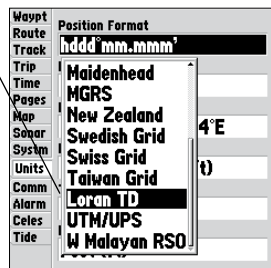 Waypt
Route
Track
Trip
Time
Pages
Map
Sonar
Systm
Units
Comm
Alarm
Celes
Tide
Position Format
hddd°mm.mmm'
Maidenhead
MGRS
New Zealand
Swedish Grid
Swiss Grid
Taiwan Grid
Loran TD
UTM/UPS
W Malayan RSO
4°E
t)